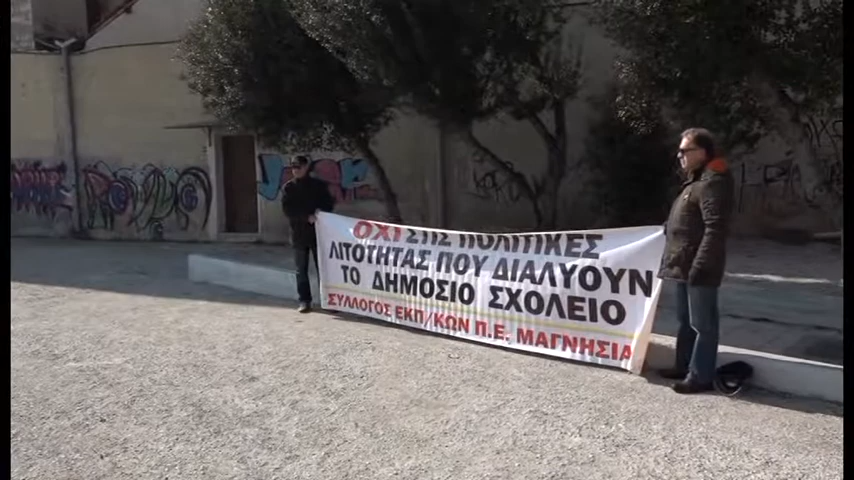 ΟΧΙ ΣΤΙΣ ΠΟΛΙΤΙΚΕΣ
ΛΙΤΟΤΗΤΑΣ ΠΟΥ ΔΙΑΛΥΟΥΝ
ΤΟ ΔΗΜΟΣΙΟ ΣΧΟΛΕΙΟ
ΣΥΛΛΟΓΟΣ ΕΚΠ/ΚΩΝ Π.Ε. ΜΑΓΝΗΣΙΑΣ